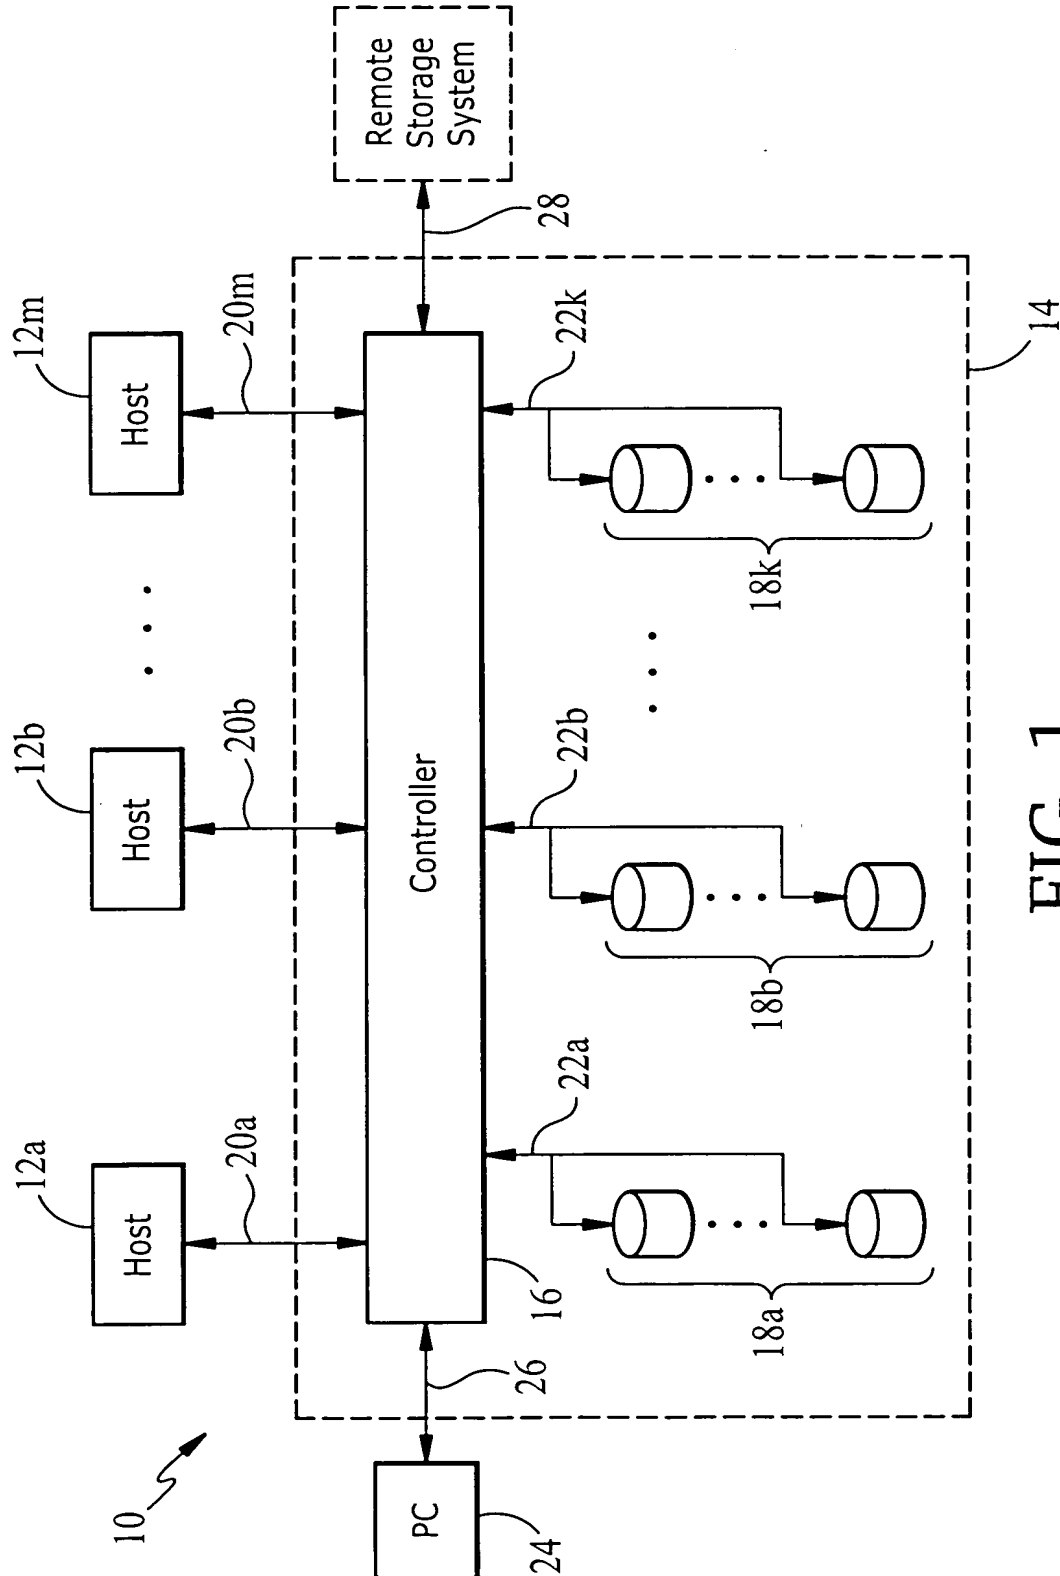 10
12a
12b
12m
Host
Host
Host
20a
20b
20m
PC
24
26
Controller
16
28
Remote
Storage
System
22a
22b
22k
18a
18b
18k
14
FIG. 1